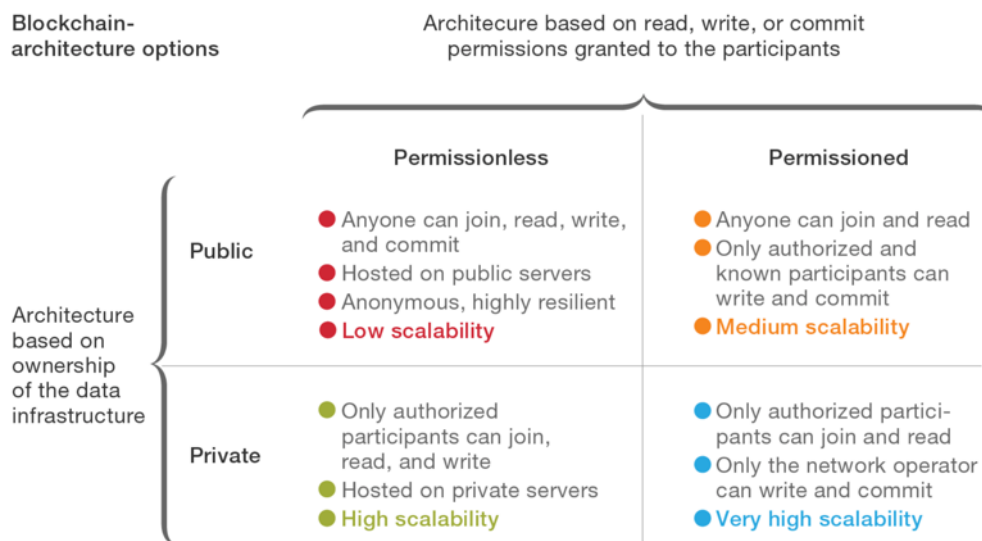 Blockchain-
architecture options
Architecure based on read, write, or commit
permissions granted to the participants
Permissionless
Permissioned
Architecture
based on
ownership
of the data
infrastructure
Public
Anyone can join, read, write,
and commit
Hosted on public servers
Anonymous, highly resilient
Low scalability
Anyone can join and read
Only authorized and
known participants can
write and commit
Medium scalability
Private
Only authorized
participants can join,
read, and write
Hosted on private servers
High scalability
Only authorized partici-
pants can join and read
Only the network operator
can write and commit
Very high scalability